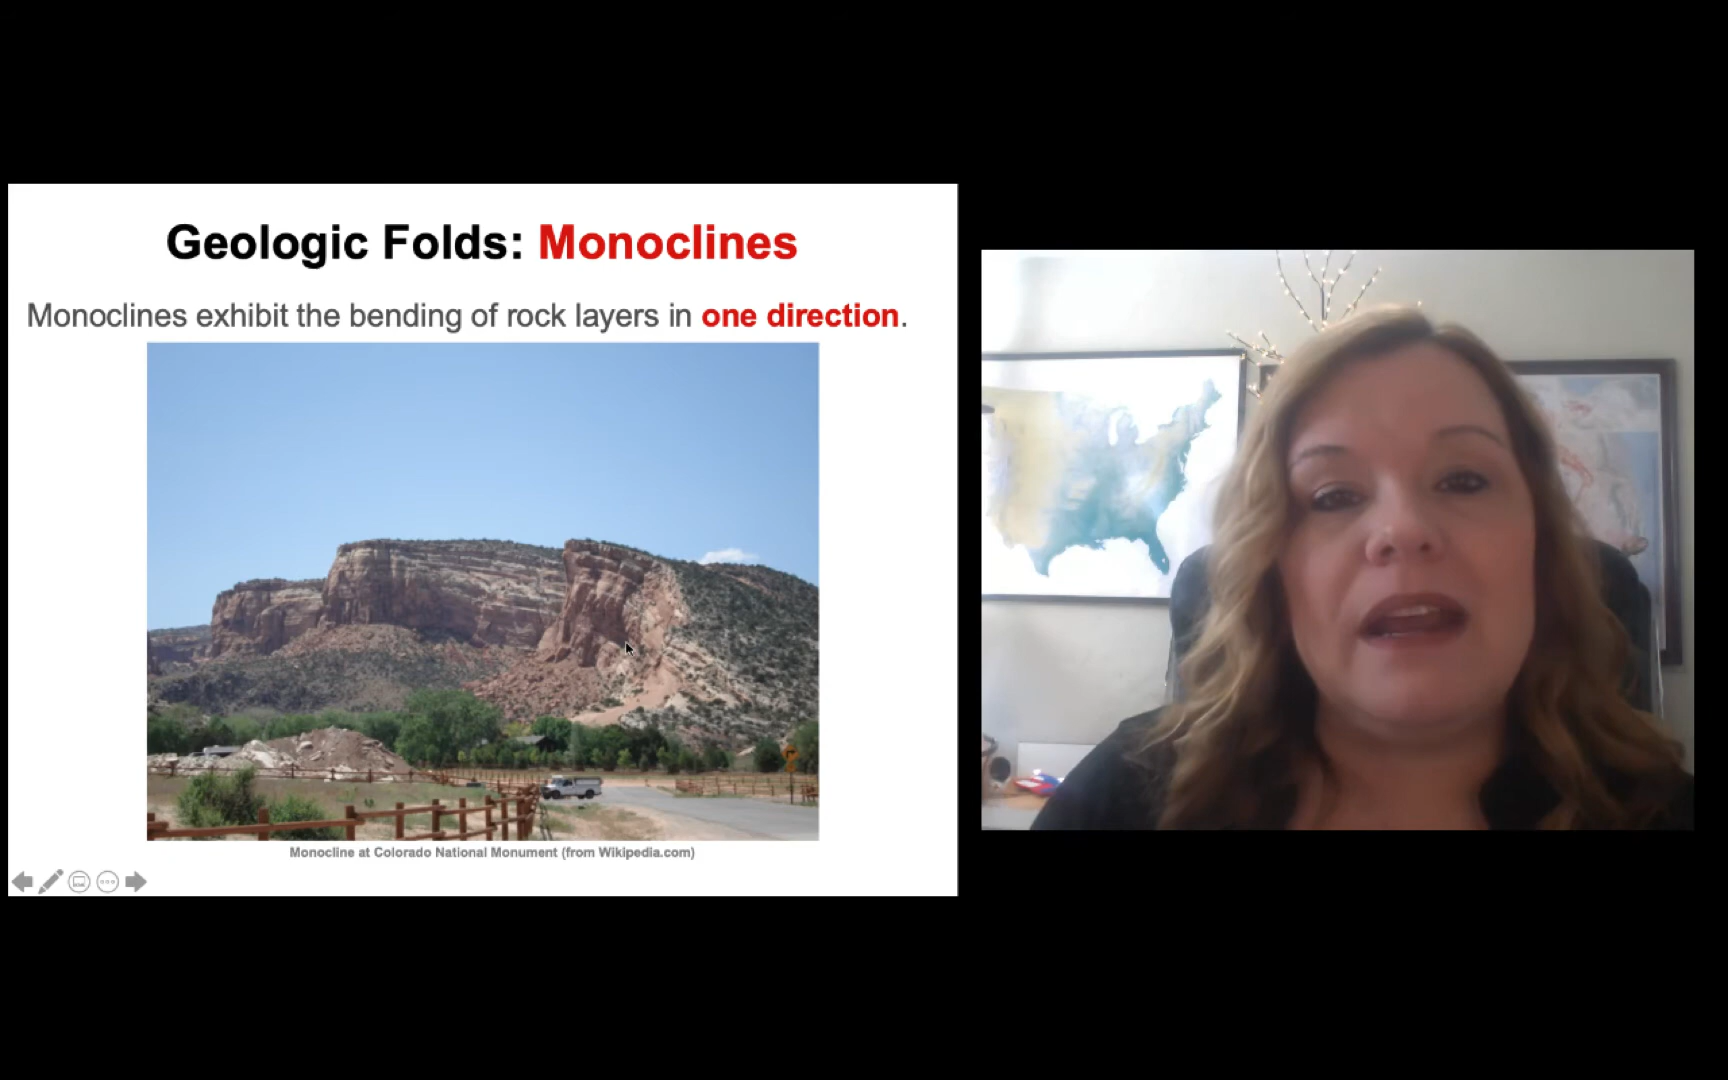 Geologic Folds: Monoclines
Monoclines exhibit the bending of rock layers in one direction.
Monocline at Colorado National Monument (from Wikipedia.com)